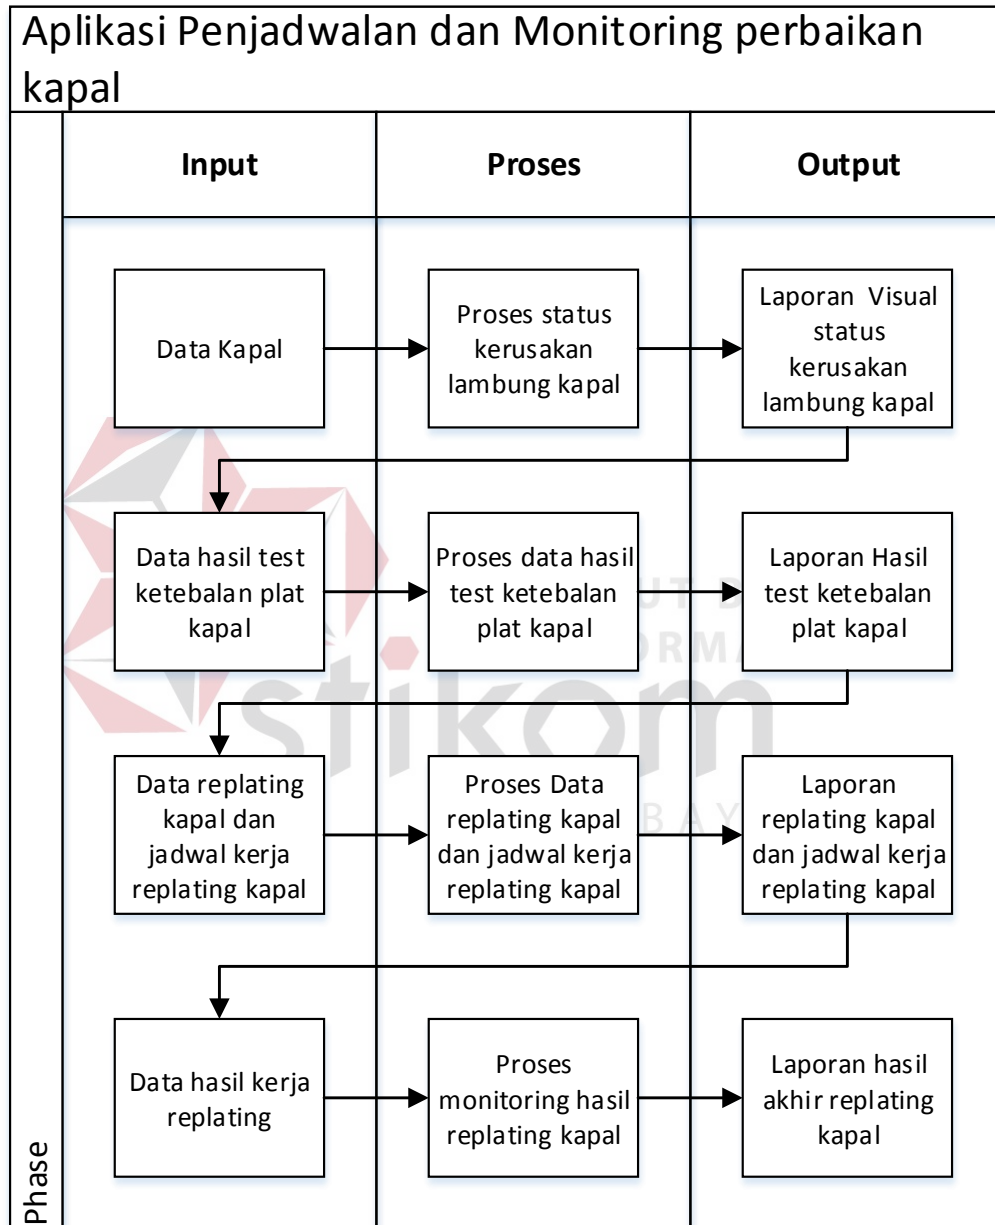 Aplikasi Penjadwalan dan Monitoring perbaikan
kapal
Input
Proses
Output
Data Kapal
Proses status
kerusakan
lambung kapal
Laporan Visual
status
kerusakan
lambung kapal
Data hasil test
ketebalan plat
kapal
Proses data hasil
test ketebalan
plat kapal
Laporan Hasil
test ketebalan
plat kapal
Data replating
kapal dan
jadwal kerja
replating kapal
Proses Data
replating kapal
dan jadwal kerja
replating kapal
Laporan
replating kapal
dan jadwal kerja
replating kapal
Data hasil kerja
replating
Proses
monitoring hasil
replating kapal
Laporan hasil
akhir replating
kapal
Phase
stikom